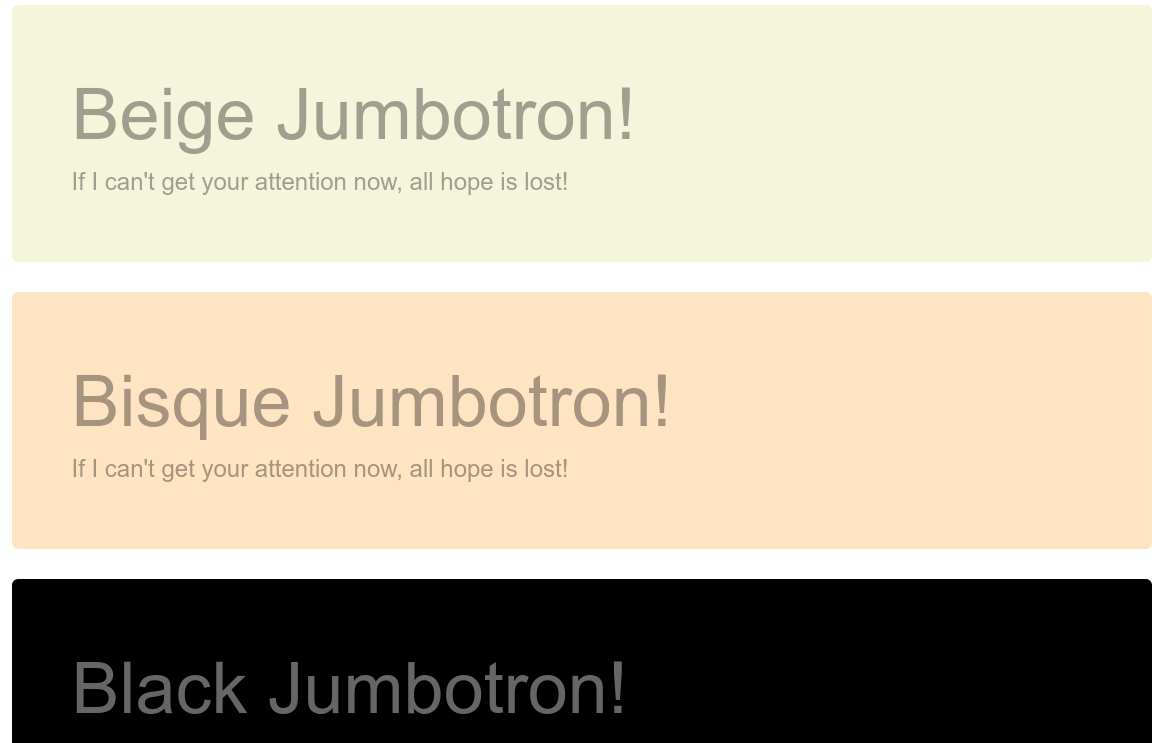 Beige Jumbotron!
If I can't get your attention now, all hope is lost!
Bisque Jumbotron!
If I can't get your attention now, all hope is lost!
Black Jumbotron!